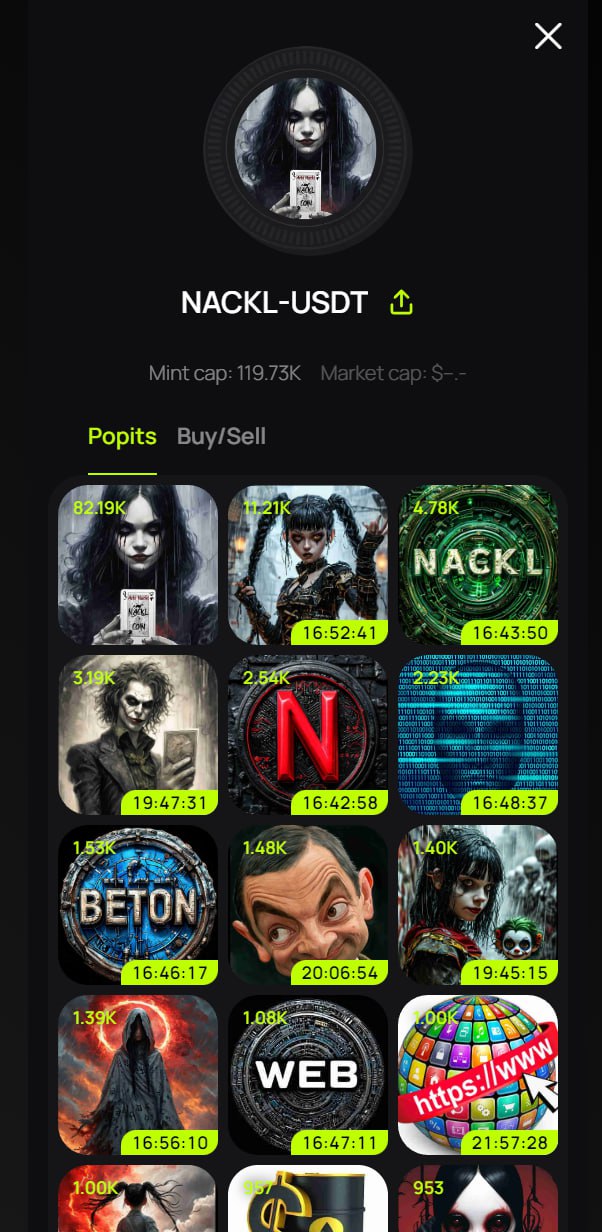 NACKL-USDT
Mint cap: 119.73K Market cap: $–.-
Popits Buy/Sell
82.19K
NACKL
COIN
11.21K
16:52:41
4.78K
NACKL
16:43:50
3.19K
19:47:31
2.54K
N
16:42:58
2.23K
16:48:37
1.53K
BETON
16:46:17
1.48K
20:06:54
1.40K
19:45:15
1.39K
16:56:10
1.08K
WEB
16:47:11
1.00K
https://www
21:57:28
1.00K
957
953